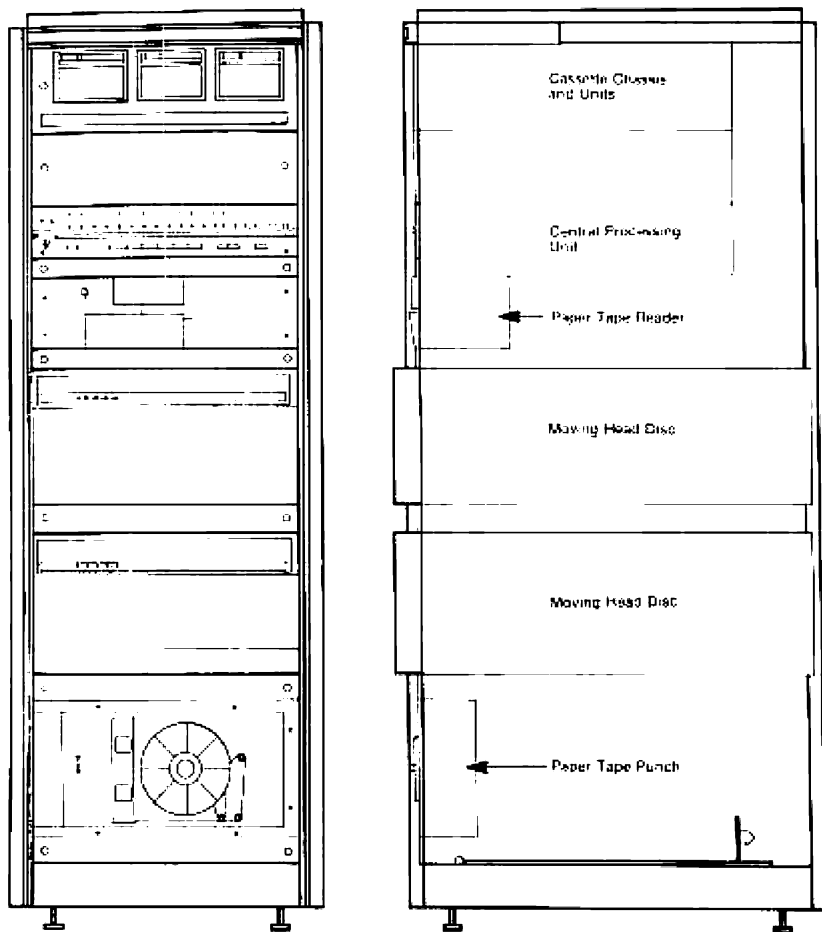 Cassette Chassis
and Units
Central Processing
Unit
Paper Tape Reader
Moving Head Disc
Moving Head Disc
Paper Tape Punch